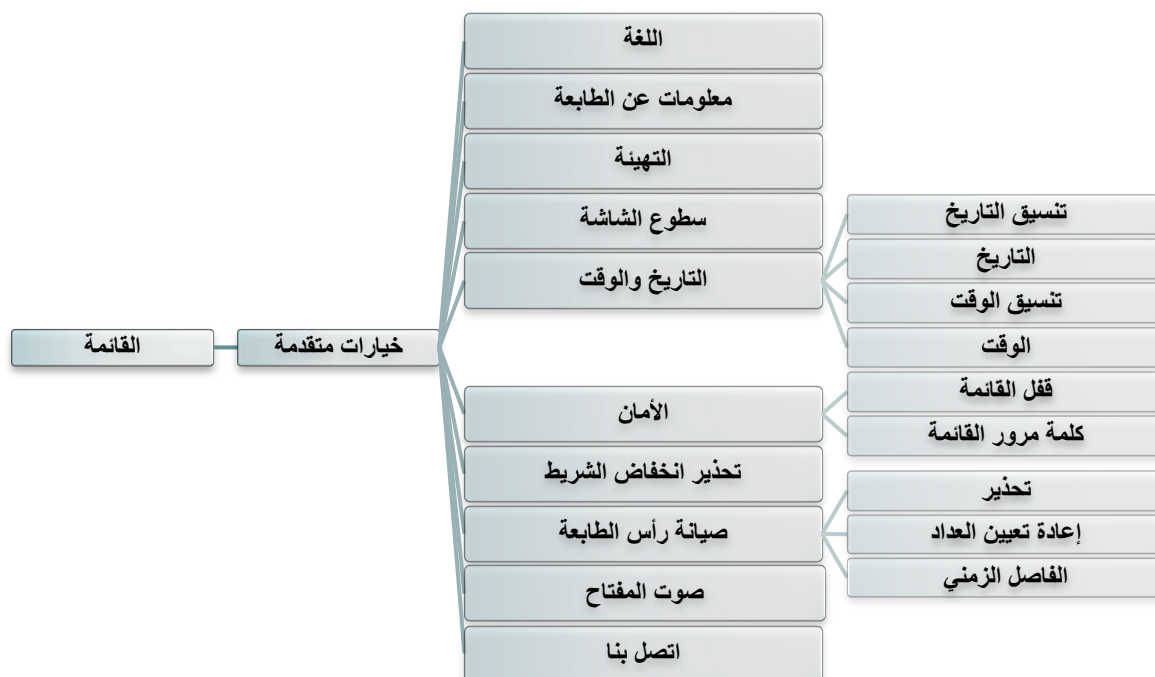 القائمة
خيارات متقدمة
اللغة
معلومات عن الطابعة
التهيئة
سطوع الشاشة
التاريخ والوقت
تنسيق التاريخ
التاريخ
تنسيق الوقت
الوقت
الأمان
قفل القائمة
كلمة مرور القائمة
تحذير انخفاض الشريط
صيانة رأس الطابعة
تحذير
إعادة تعيين العداد
الفاصل الزمني
صوت المفتاح
اتصل بنا